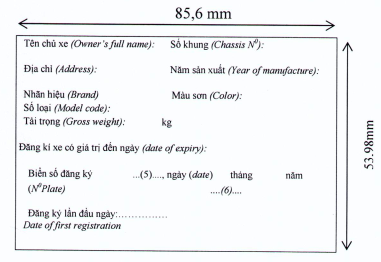 85,6 mm
Tên chủ xe (Owner's full name): Số khung (Chassis Nº):
Địa chỉ (Address): Năm sản xuất (Year of manufacture):
Nhãn hiệu (Brand) Màu sơn (Color):
Số loại (Model code):
Tải trọng (Gross weight): kg
Đăng kí xe có giá trị đến ngày (date of expiry):
Biển số đăng ký ...(5)...., ngày (date) tháng năm
(NºPlate) ....(6)....
Đăng ký lần đầu ngày:……………
Date of first registration
53.98mm